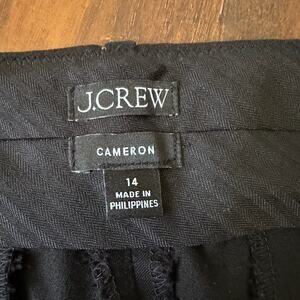 J.CREW
CAMERON
14
MADE IN
PHILIPPINES